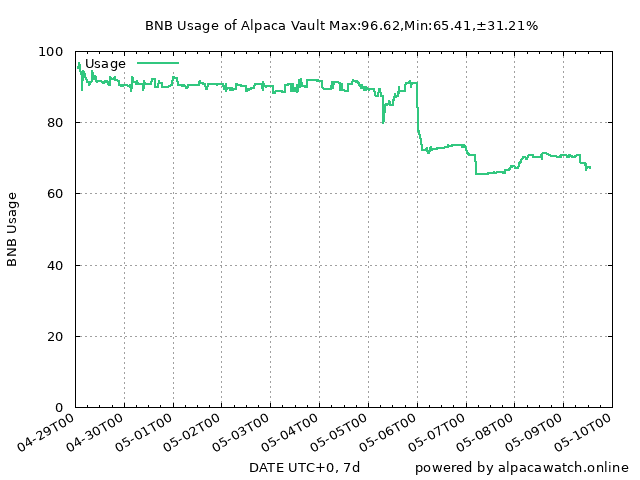 BNB Usage of Alpaca Vault Max:96.62,Min:65.41,±31.21%
Usage
BNB Usage
100
80
60
40
20
0
04-29T00
04-30T00
05-01T00
05-02T00
05-03T00
05-04T00
05-05T00
05-06T00
05-07T00
05-08T00
05-09T00
05-10T00
DATE UTC+0, 7d
powered by alpacawatch.online